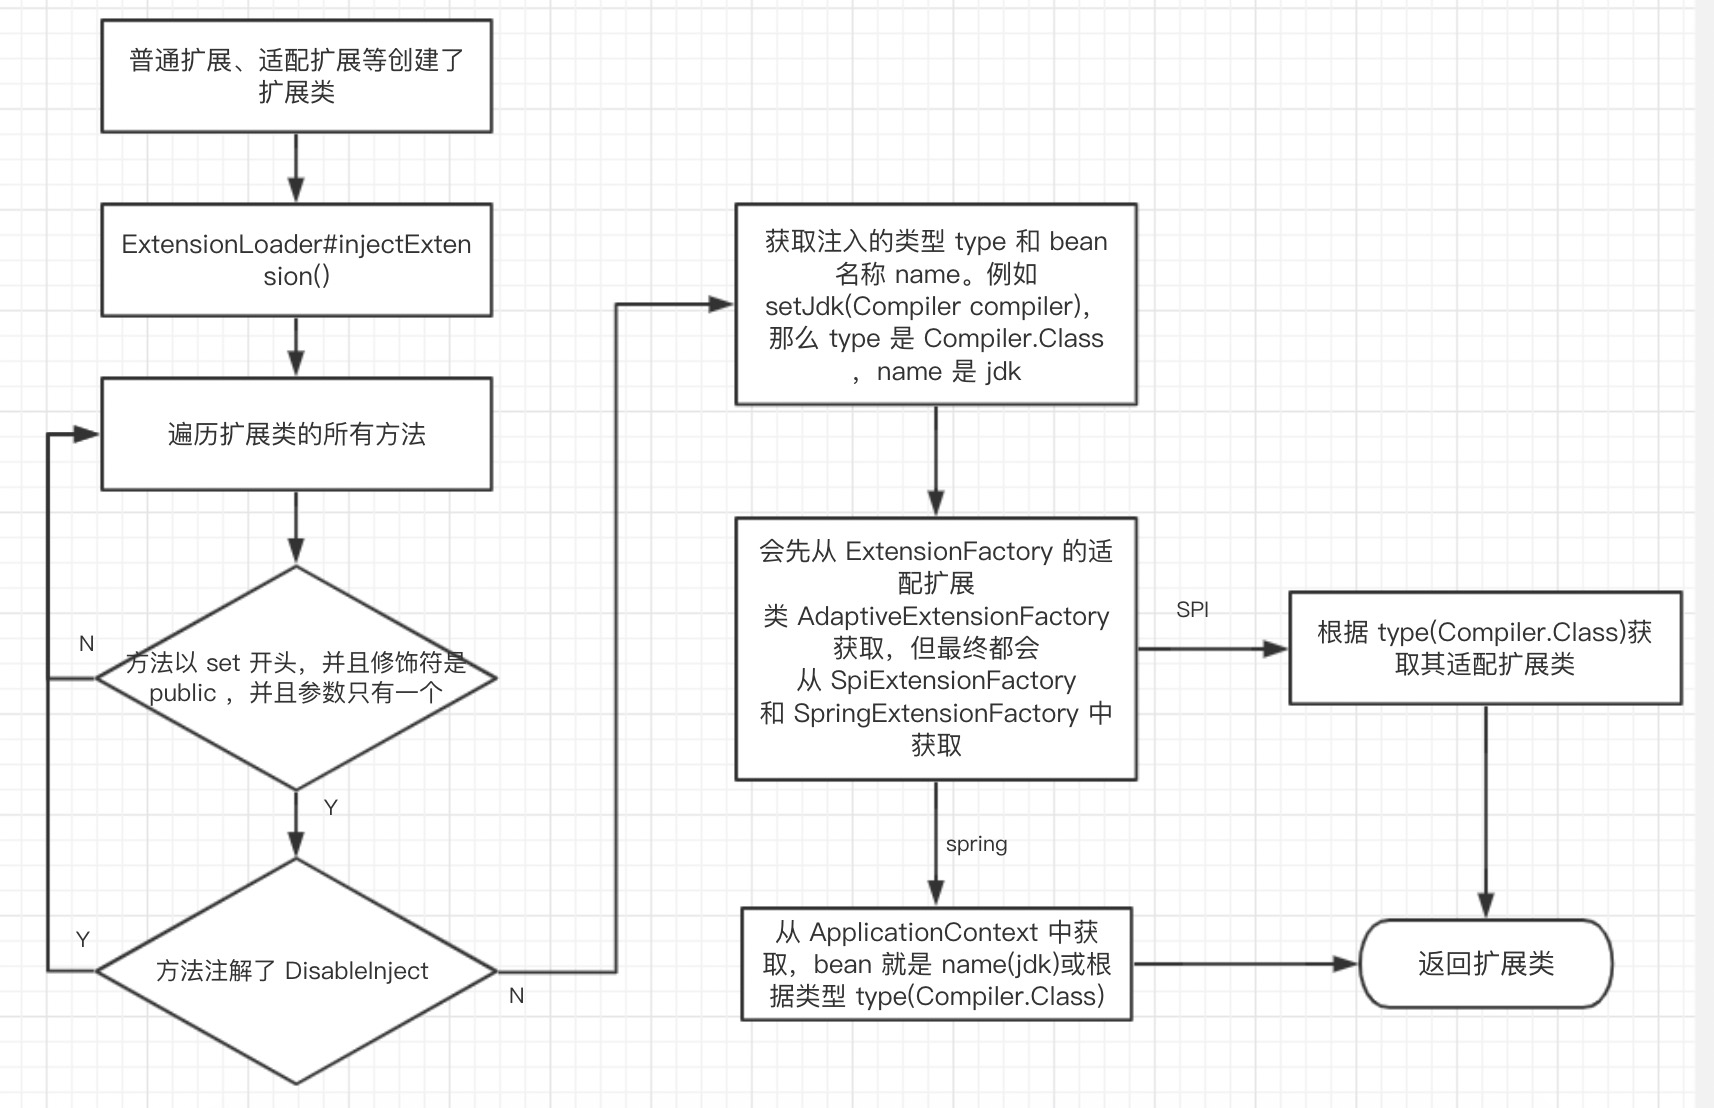 普通扩展、适配扩展等创建了
扩展类
ExtensionLoader#injectExten
sion()
遍历扩展类的所有方法
N
方法以 set 开头，并且修饰符是
public ，并且参数只有一个
Y
Y
方法注解了 DisableInject
N
获取注入的类型 type 和 bean
名称 name。例如
setJdk(Compiler compiler)，
那么 type 是 Compiler.Class
，name 是 jdk
会先从 ExtensionFactory 的适
配扩展
类 AdaptiveExtensionFactory
获取，但最终都会
从 SpiExtensionFactory
和 SpringExtensionFactory 中
获取
SPI
根据 type(Compiler.Class)获
取其适配扩展类
spring
从 ApplicationContext 中获
取，bean 就是 name(jdk)或根
据类型 type(Compiler.Class)
返回扩展类